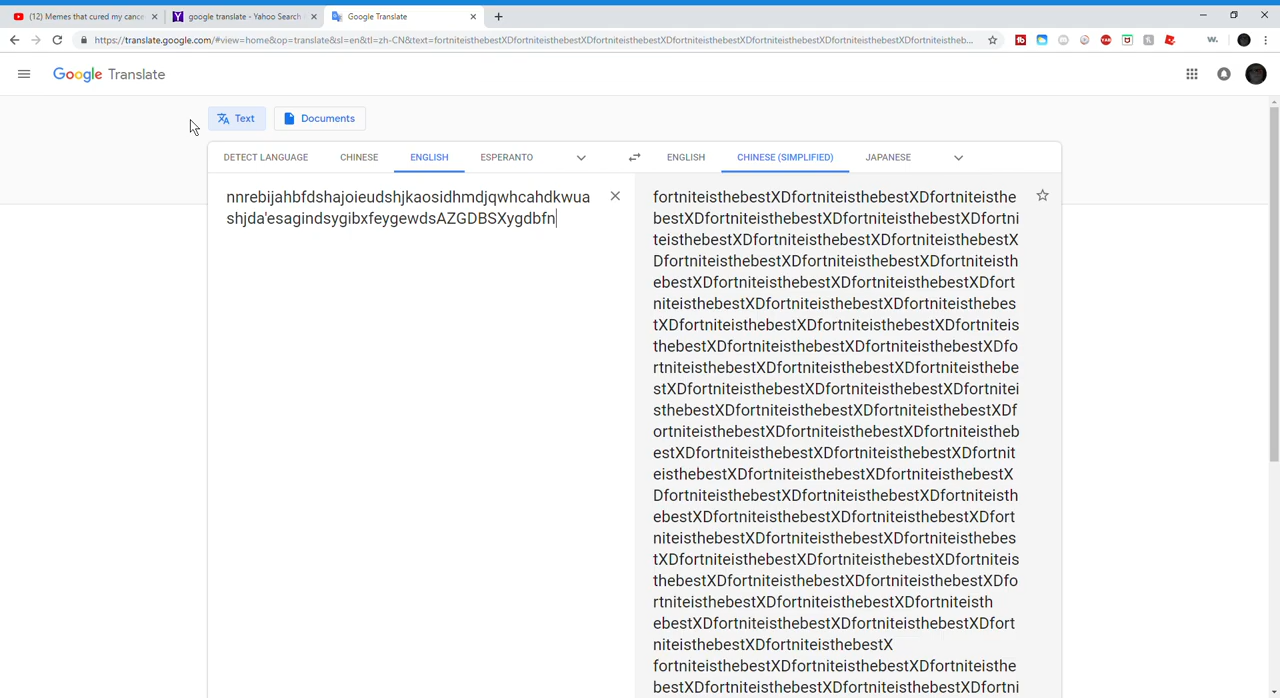 (12) Memes that cured my cance
google translate - Yahoo Search
Google Translate
https://translate.google.com/#view=home&op=translate&sl=en&tl=zh-CN&text=fortniteisthebestXDfortniteisthebestXDfortniteisthebestXDfortniteisthebestXDfortniteisthebestXDfortniteisthebestXDfortniteistheb...
Google Translate
Text
Documents
DETECT LANGUAGE CHINESE ENGLISH ESPERANTO
ENGLISH CHINESE (SIMPLIFIED) JAPANESE
nnrebijahbfdshajoieudshjkaosidhmdjqwhcahdkwua
shjda'esagindsygibxfeygewdsAZGDBSXygdbfn
fortniteisthebestXDfortniteisthebestXDfortniteisthe
bestXDfortniteisthebestXDfortniteisthebestXDfortni
teisthebestXDfortniteisthebestXDfortniteisthebestX
DfortniteisthebestXDfortniteisthebestXDfortniteisth
ebestXDfortniteisthebestXDfortniteisthebestXDfort
niteisthebestXDfortniteisthebestXDfortniteisthebes
tXDfortniteisthebestXDfortniteisthebestXDfortniteis
thebestXDfortniteisthebestXDfortniteisthebestXDfo
rtniteisthebestXDfortniteisthebestXDfortniteisthebe
stXDfortniteisthebestXDfortniteisthebestXDfortnitei
sthebestXDfortniteisthebestXDfortniteisthebestXDf
ortniteisthebestXDfortniteisthebestXDfortniteistheb
estXDfortniteisthebestXDfortniteisthebestXDfortnit
eisthebestXDfortniteisthebestXDfortniteisthebestX
DfortniteisthebestXDfortniteisthebestXDfortniteisth
ebestXDfortniteisthebestXDfortniteisthebestXDfort
niteisthebestXDfortniteisthebestXDfortniteisthebes
tXDfortniteisthebestXDfortniteisthebestXDfortniteis
thebestXDfortniteisthebestXDfortniteisthebestXDfo
rtniteisthebestXDfortniteisthebestXDfortniteisth
ebestXDfortniteisthebestXDfortniteisthebestXDfort
niteisthebestXDfortniteisthebestX
fortniteisthebestXDfortniteisthebestXDfortniteisthe
bestXDfortniteisthebestXDfortniteisthebestXDfortni